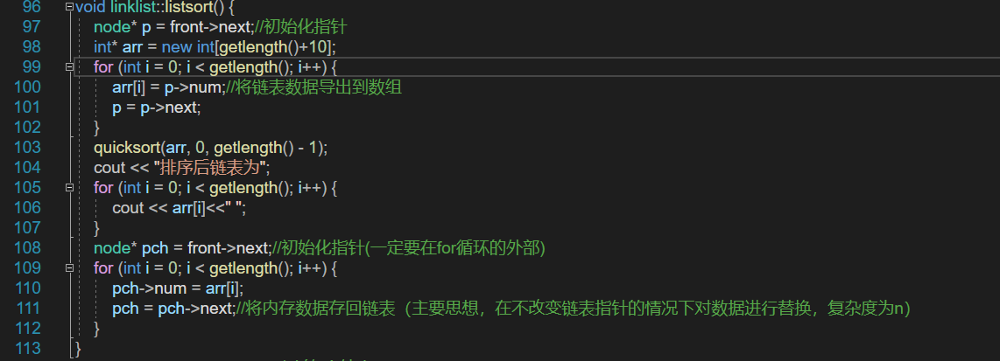 96 void linklist::listsort() {
97 node* p = front->next;//初始化指针
98 int* arr = new int[getlength()+10];
99 for (int i = 0; i < getlength(); i++) {
100 arr[i] = p->num;//将链表数据导出到数组
101 p = p->next;
102 }
103 quicksort(arr, 0, getlength() - 1);
104 cout << "排序后链表为";
105 for (int i = 0; i < getlength(); i++) {
106 cout << arr[i]<<" ";
107 }
108 node* pch = front->next;//初始化指针(一定要在for循环的外部)
109 for (int i = 0; i < getlength(); i++) {
110 pch->num = arr[i];
111 pch = pch->next;//将内存数据存回链表（主要思想，在不改变链表指针的情况下对数据进行替换，复杂度为n）
112 }
113 }